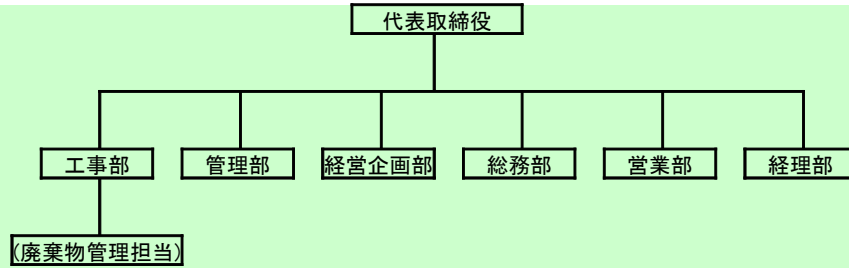 代表取締役
工事部
管理部
経営企画部
総務部
営業部
経理部
(廃棄物管理担当)